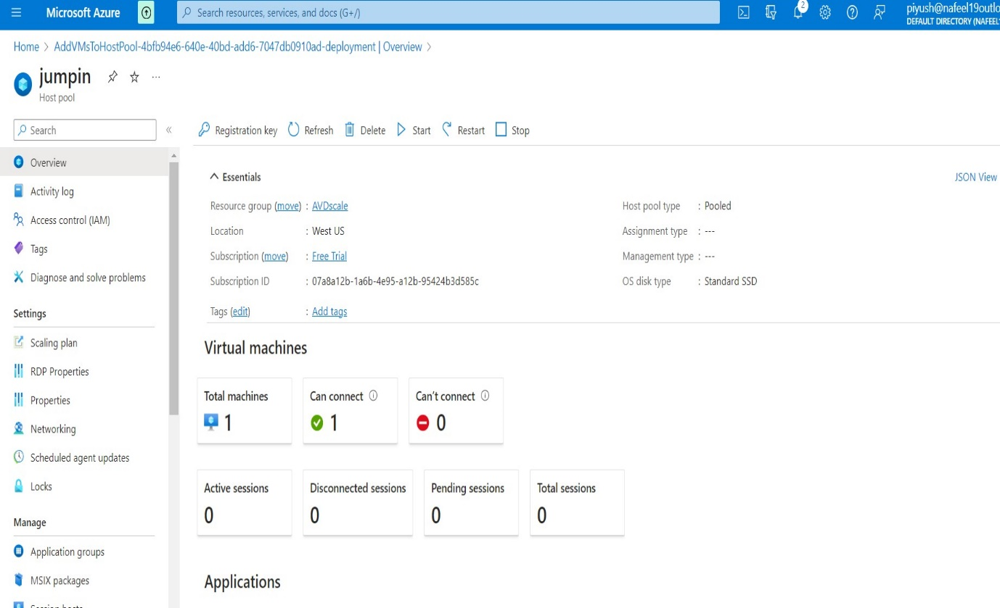 Microsoft Azure
Search resources, services, and docs (G+/)
2
piyush@nafeel19outlo
DEFAULT DIRECTORY (NAFEEL1
Home > AddVMsToHostPool-4bfb94e6-640e-40bd-add6-7047db0910ad-deployment | Overview >
jumpin ...
Host pool
Search «
Registration key Refresh Delete Start Restart Stop
Overview
Activity log
Access control (IAM)
Tags
Diagnose and solve problems
Settings
Scaling plan
RDP Properties
Properties
Networking
Scheduled agent updates
Locks
Manage
Application groups
MSIX packages
Essentials
JSON View
Resource group (move) : AVDscale
Location : West US
Subscription (move) : Free Trial
Subscription ID : 07a8a12b-1a6b-4e95-a12b-95424b3d585c
Tags (edit) : Add tags
Host pool type : Pooled
Assignment type : ---
Management type : ---
OS disk type : Standard SSD
Virtual machines
Total machines
1
Can connect
1
Can't connect
0
Active sessions
0
Disconnected sessions
0
Pending sessions
0
Total sessions
0
Applications